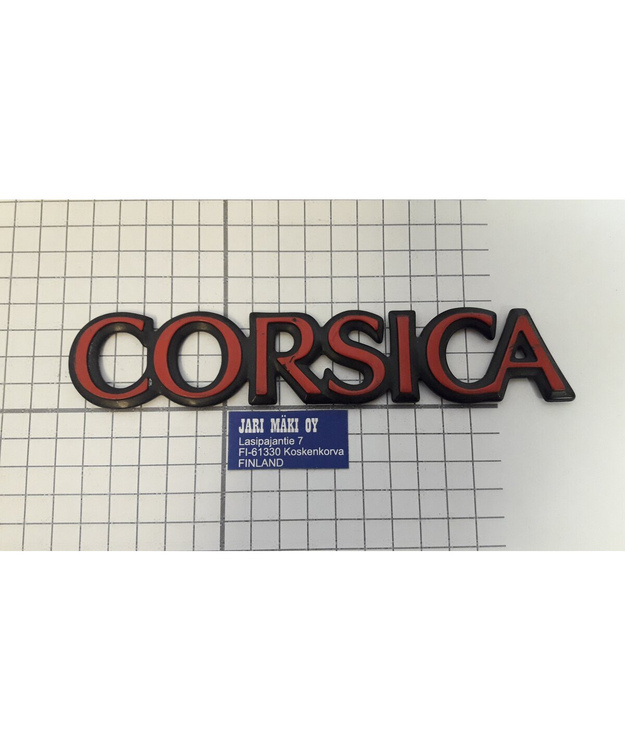 CORSICA
JARI MÄKI OY
Lasipajantie 7
FI-61330 Koskenkorva
FINLAND